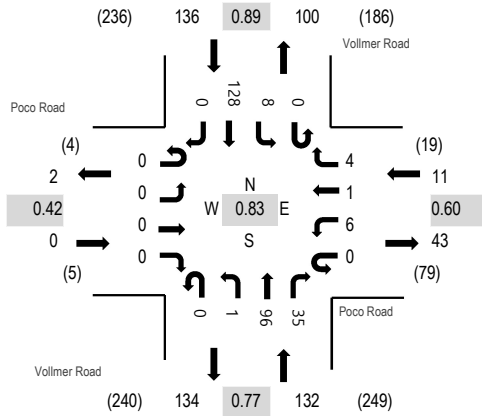 (236) 136 0.89 100 (186)
Vollmer Road
Poco Road
0 128 8 0
(4) (19)
2 0 4 11
0.42 0 N 1 0.60
W 0.83 E
0 0 S 6 43
(5) 0 0 (79)
0 1 96 35
Poco Road
Vollmer Road
(240) 134 0.77 132 (249)